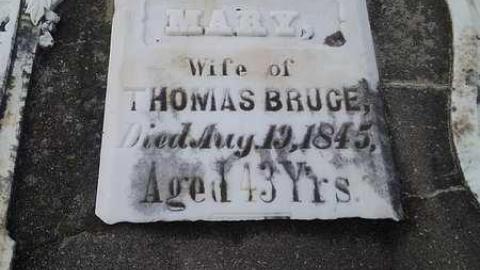 MARY,
Wife of
THOMAS BRUCE,
Died Aug. 19, 1845,
Aged 43 Yrs.